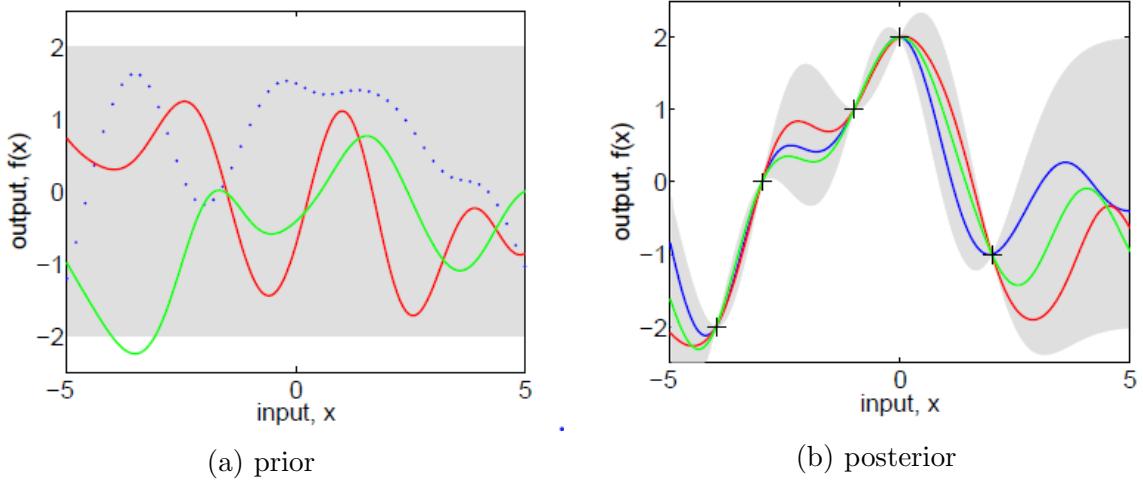 2
1
0
−1
−2
output, f(x)
−5
0
5
input, x
(a) prior
2
1
0
−1
−2
output, f(x)
−5
0
5
input, x
(b) posterior